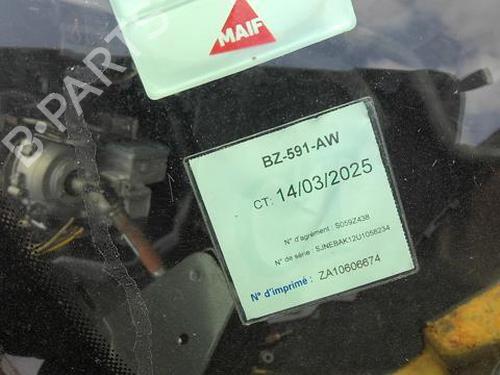 MAIF
B-PARTS
BZ-591-AW
CT: 14/03/2025
N° d'agrément : S059Z438
N° de série : SJNEBAK12U1058234
N° d'imprimé : ZA10606674